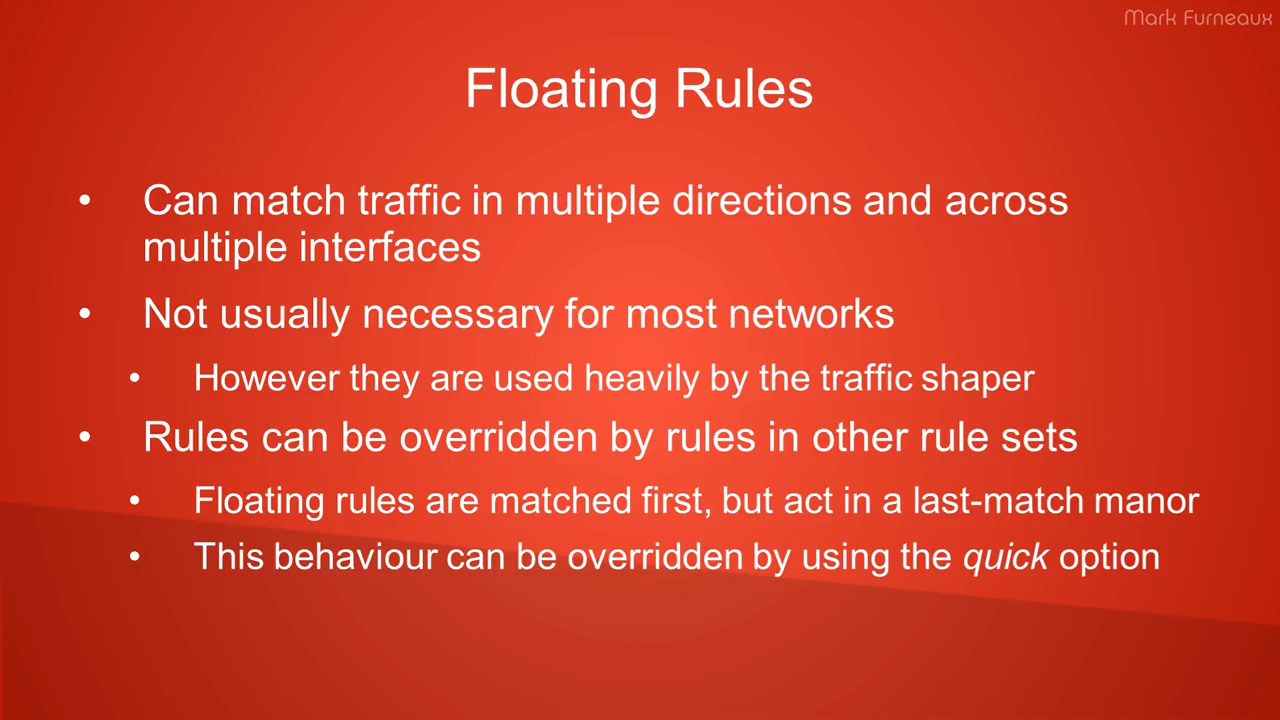 Mark Furneaux
Floating Rules
• Can match traffic in multiple directions and across
multiple interfaces
• Not usually necessary for most networks
• However they are used heavily by the traffic shaper
• Rules can be overridden by rules in other rule sets
• Floating rules are matched first, but act in a last-match manor
• This behaviour can be overridden by using the quick option